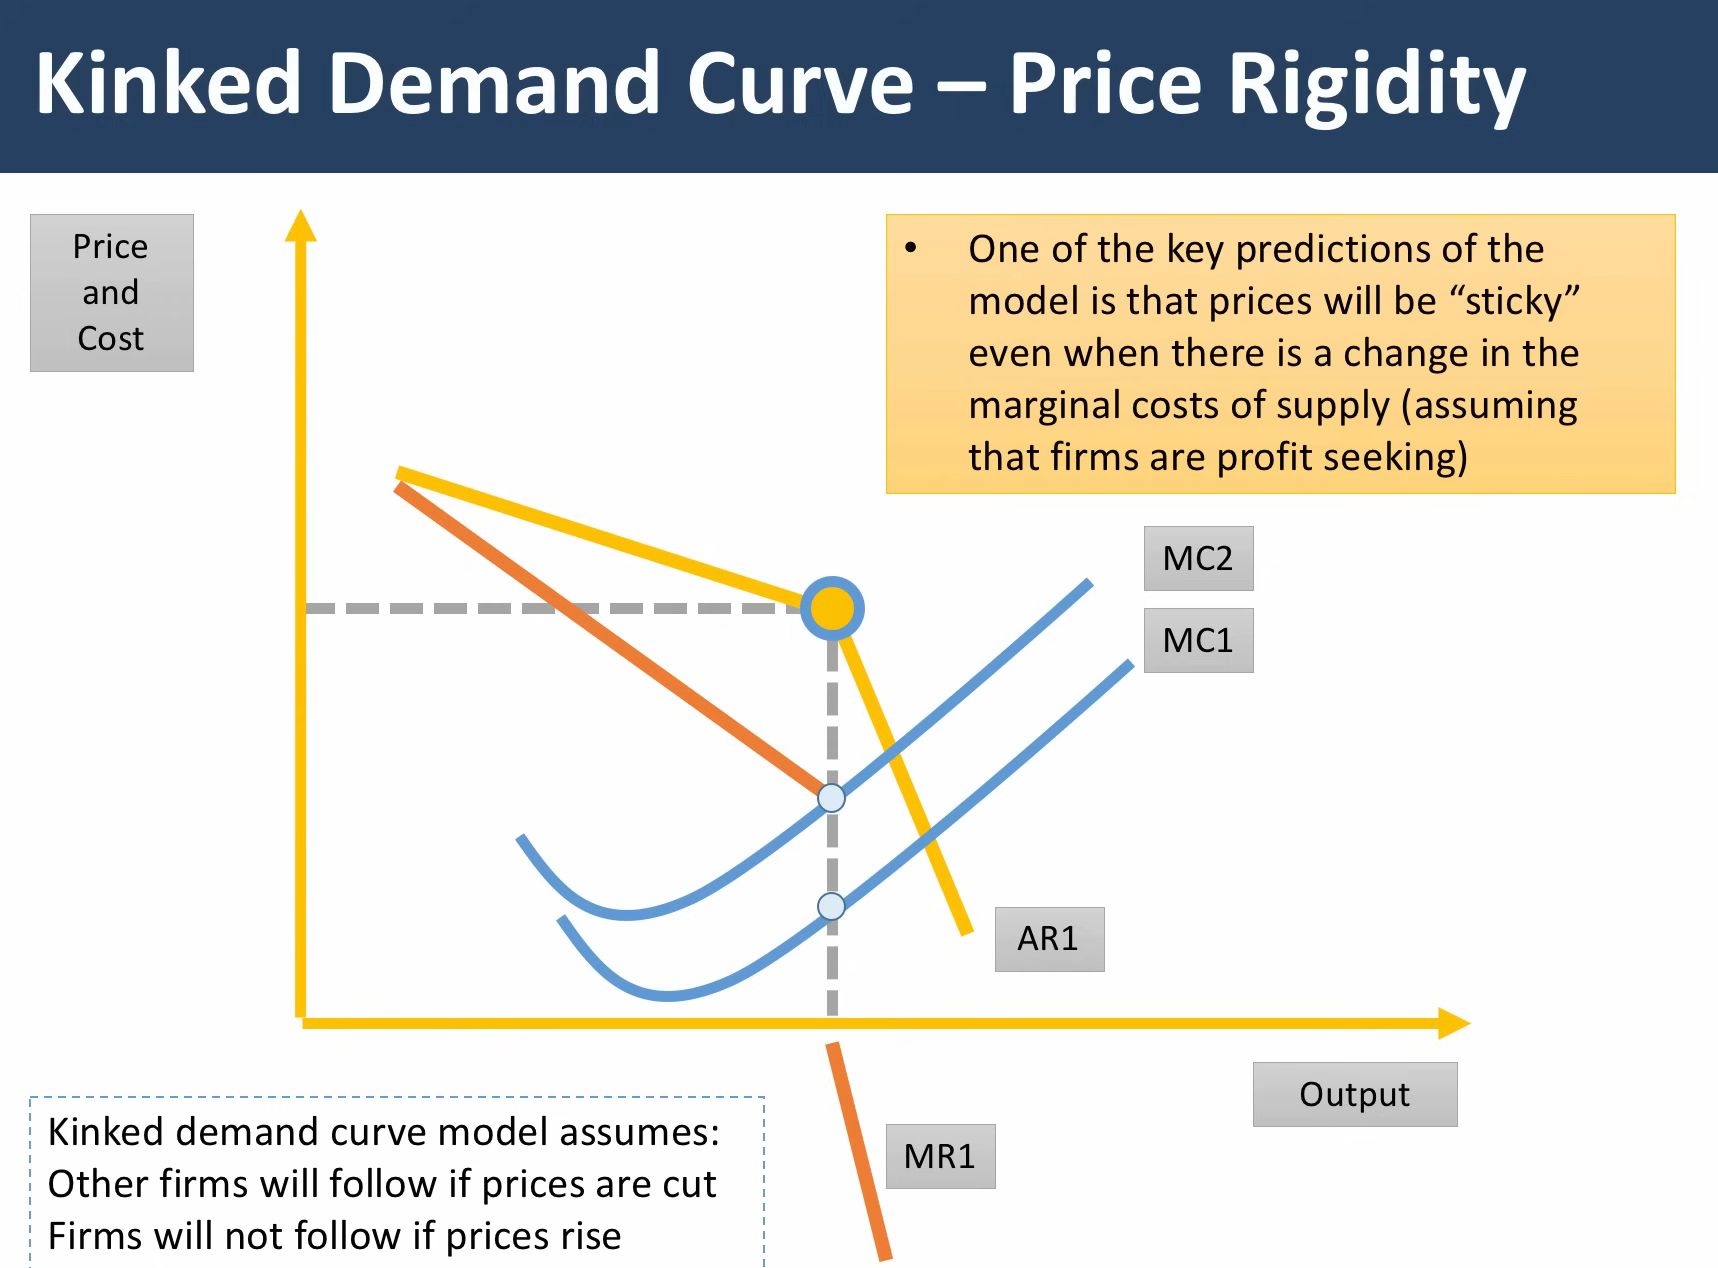 Kinked Demand Curve – Price Rigidity
Price
and
Cost
• One of the key predictions of the
model is that prices will be “sticky”
even when there is a change in the
marginal costs of supply (assuming
that firms are profit seeking)
MC2
MC1
AR1
Output
MR1
Kinked demand curve model assumes:
Other firms will follow if prices are cut
Firms will not follow if prices rise